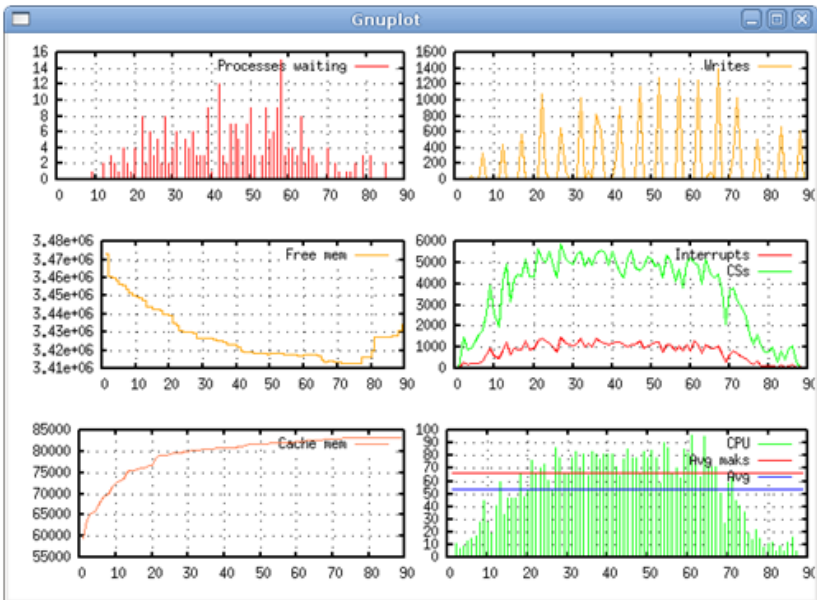 Gnuplot
16
14
12
10
8
6
4
2
0
Processes waiting
0 10 20 30 40 50 60 70 80 90
1600
1400
1200
1000
800
600
400
200
0
Writes
0 10 20 30 40 50 60 70 80 90
3.48e+06
3.47e+06
3.46e+06
3.45e+06
3.44e+06
3.43e+06
3.42e+06
3.41e+06
Free mem
0 10 20 30 40 50 60 70 80 90
6000
5000
4000
3000
2000
1000
0
Interrupts
CSs
0 10 20 30 40 50 60 70 80 90
85000
80000
75000
70000
65000
60000
55000
Cache mem
0 10 20 30 40 50 60 70 80 90
100
90
80
70
60
50
40
30
20
10
0
CPU
Avg maks
Avg
0 10 20 30 40 50 60 70 80 90